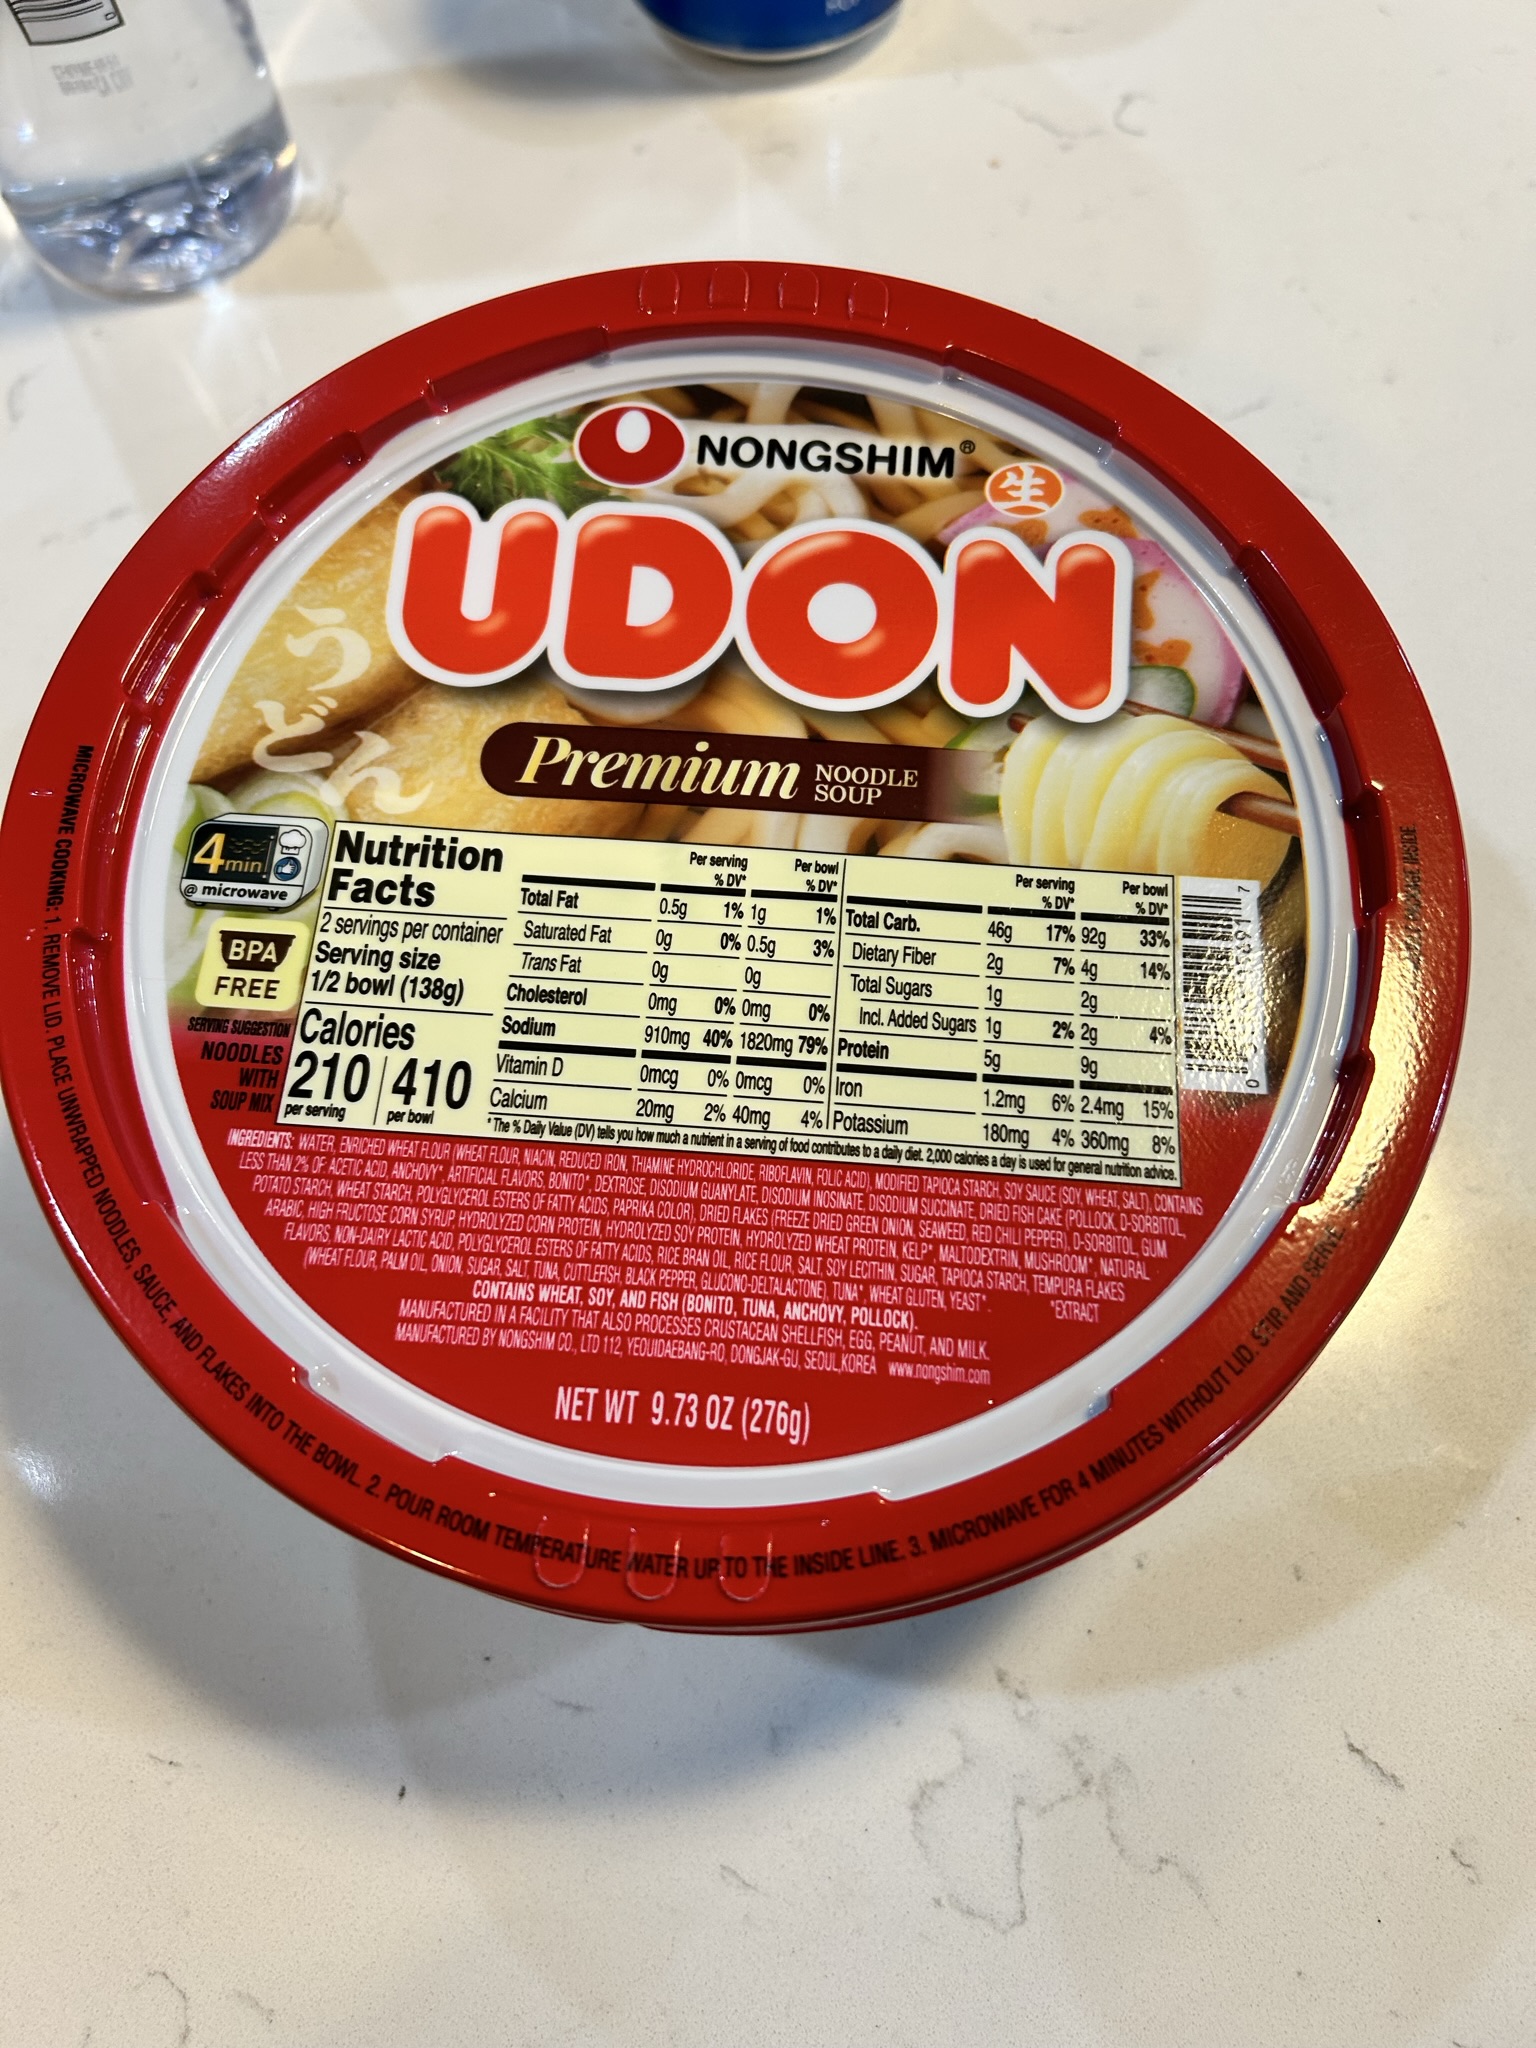 NONGSHIM®
生
UDON
うどん
Premium NOODLE SOUP
4min
@ microwave
BPA
FREE
SERVING SUGGESTION
NOODLES
WITH
SOUP MIX
Nutrition
Facts
2 servings per container
Serving size
1/2 bowl (138g)
Calories
210 410
per serving per bowl
Per serving Per bowl
% DV* % DV*
Total Fat 0.5g 1% 1g 1%
Saturated Fat 0g 0% 0.5g 3%
Trans Fat 0g 0g
Cholesterol 0mg 0% 0mg 0%
Sodium 910mg 40% 1820mg 79%
Vitamin D 0mcg 0% 0mcg 0%
Calcium 20mg 2% 40mg 4%
Per serving Per bowl
% DV* % DV*
Total Carb. 46g 17% 92g 33%
Dietary Fiber 2g 7% 4g 14%
Total Sugars 1g 2g
Incl. Added Sugars 1g 2% 2g 4%
Protein 5g 9g
Iron 1.2mg 6% 2.4mg 15%
Potassium 180mg 4% 360mg 8%
* The % Daily Value (DV) tells you how much a nutrient in a serving of food contributes to a daily diet. 2,000 calories a day is used for general nutrition advice.
INGREDIENTS: WATER, ENRICHED WHEAT FLOUR (WHEAT FLOUR, NIACIN, REDUCED IRON, THIAMINE HYDROCHLORIDE, RIBOFLAVIN, FOLIC ACID), MODIFIED TAPIOCA STARCH, SOY SAUCE (SOY, WHEAT, SALT), CONTAINS
LESS THAN 2% OF: ACETIC ACID, ANCHOVY*, ARTIFICIAL FLAVORS, BONITO*, DEXTROSE, DISODIUM GUANYLATE, DISODIUM INOSINATE, DISODIUM SUCCINATE, DRIED FISH CAKE (POLLOCK, D-SORBITOL,
POTATO STARCH, WHEAT STARCH, POLYGLYCEROL ESTERS OF FATTY ACIDS, PAPRIKA COLOR), DRIED FLAKES (FREEZE DRIED GREEN ONION, SEAWEED, RED CHILI PEPPER), D-SORBITOL, GUM
ARABIC, HIGH FRUCTOSE CORN SYRUP, HYDROLYZED CORN PROTEIN, HYDROLYZED SOY PROTEIN, HYDROLYZED WHEAT PROTEIN, KELP*, MALTODEXTRIN, MUSHROOM*, NATURAL
FLAVORS, NON-DAIRY LACTIC ACID, POLYGLYCEROL ESTERS OF FATTY ACIDS, RICE BRAN OIL, RICE FLOUR, SALT, SOY LECITHIN, SUGAR, TAPIOCA STARCH, TEMPURA FLAKES
(WHEAT FLOUR, PALM OIL, ONION, SUGAR, SALT, TUNA, CUTTLEFISH, BLACK PEPPER, GLUCONO-DELTALACTONE), TUNA*, WHEAT GLUTEN, YEAST*. *EXTRACT
CONTAINS WHEAT, SOY, AND FISH (BONITO, TUNA, ANCHOVY, POLLOCK).
MANUFACTURED IN A FACILITY THAT ALSO PROCESSES CRUSTACEAN SHELLFISH, EGG, PEANUT, AND MILK.
MANUFACTURED BY NONGSHIM CO., LTD 112, YEOUIDAEBANG-RO, DONGJAK-GU, SEOUL, KOREA www.nongshim.com
NET WT 9.73 OZ (276g)
MICROWAVE COOKING: 1. REMOVE LID. PLACE UNWRAPPED NOODLES, SAUCE, AND FLAKES INTO THE BOWL. 2. POUR ROOM TEMPERATURE WATER UP TO THE INSIDE LINE. 3. MICROWAVE FOR 4 MINUTES WITHOUT LID. STIR AND SERVE.